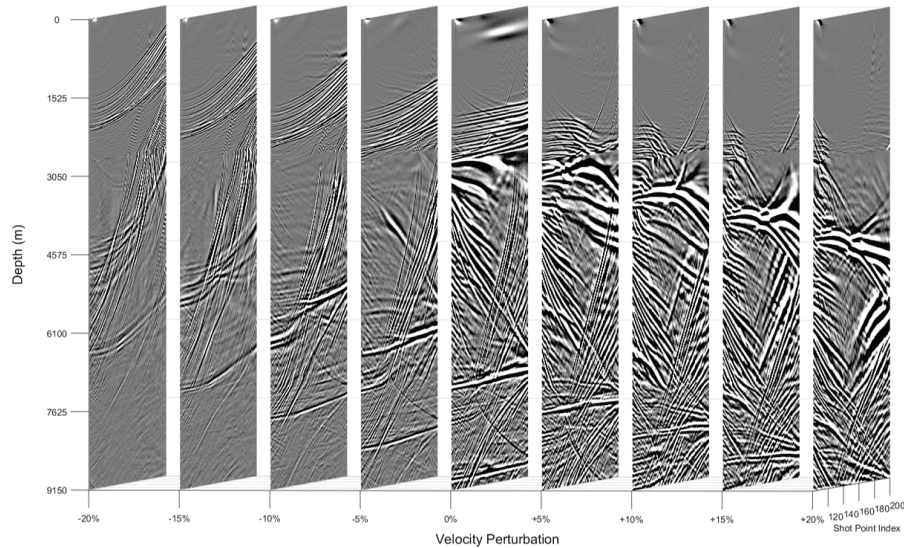 0
1525
3050
4575
6100
7625
9150
Depth (m)
-20% -15% -10% -5% 0% +5% +10% +15% +20%
120 140 160 180 200
Shot Point Index
Velocity Perturbation